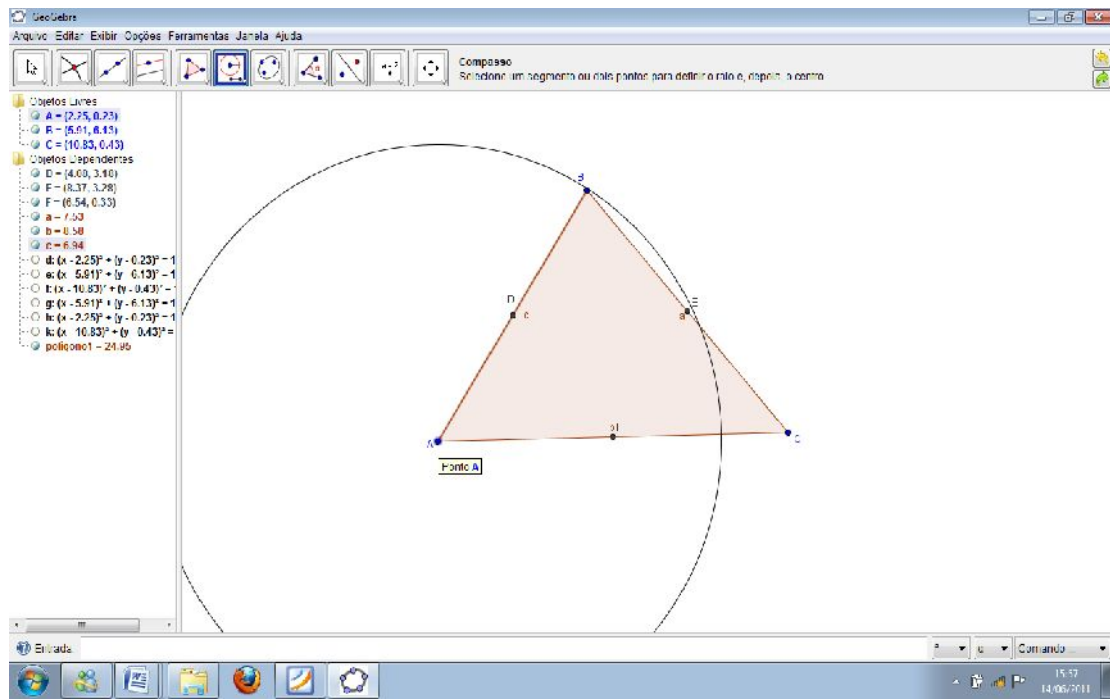 GeoGebra
Arquivo Editar Exibir Opções Ferramentas Janela Ajuda
Compasso
Selecione um segmento ou dois pontos para definir o raio e, depois, o centro
Objetos Livres
A = (2.25, 0.23)
B = (5.91, 6.13)
C = (10.83, 0.43)
Objetos Dependentes
D = (4.08, 3.18)
E = (8.37, 3.28)
F = (6.54, 0.33)
a = 7.53
b = 8.58
c = 6.94
d: (x - 2.25)² + (y - 0.23)² = 1
e: (x - 5.91)² + (y - 6.13)² = 1
f: (x - 10.83)² + (y - 0.43)² =
g: (x - 5.91)² + (y - 6.13)² = 1
h: (x - 2.25)² + (y - 0.23)² = 1
k: (x - 10.83)² + (y - 0.43)² =
poligono1 = 24.95
B
D
c
E
a
A
b
F
C
Ponto A
Entrada:
Comando ...
15:57
14/06/2011